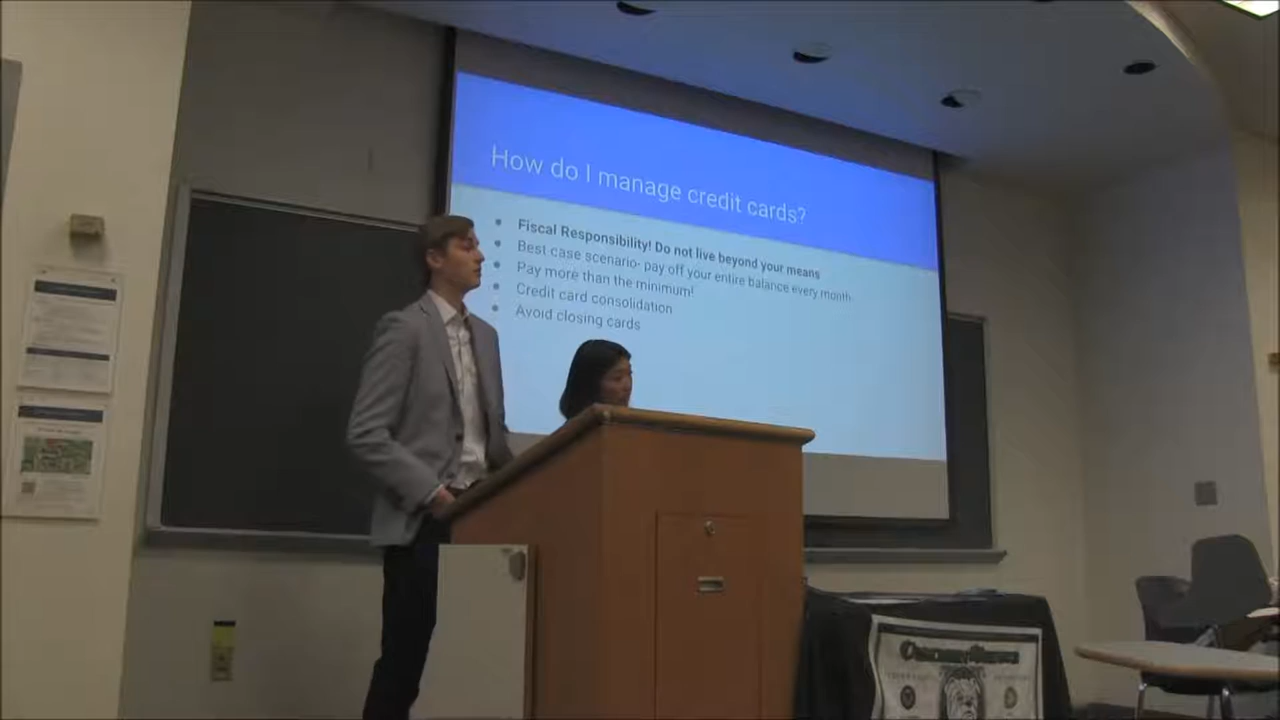 How do I manage credit cards?
Fiscal Responsibility! Do not live beyond your means
Best case scenario- pay off your entire balance every month
Pay more than the minimum!
Credit card consolidation
Avoid closing cards